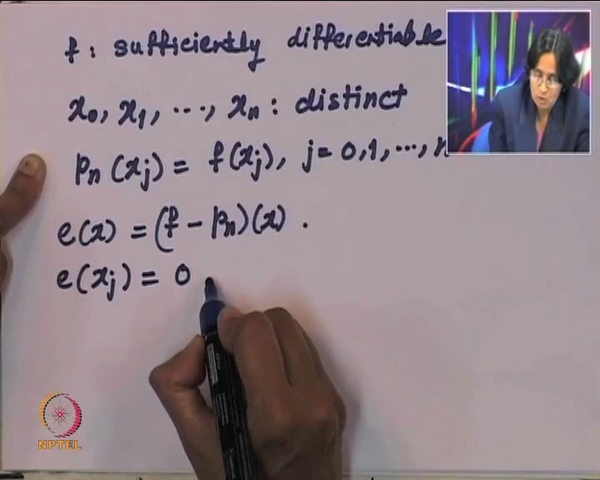 f : sufficiently differentiable
x₀, x₁, ..., xₙ : distinct
pₙ(xⱼ) = f(xⱼ), j = 0, 1, ..., n
e(x) = (f - pₙ)(x) .
e(xⱼ) = 0
NPTEL